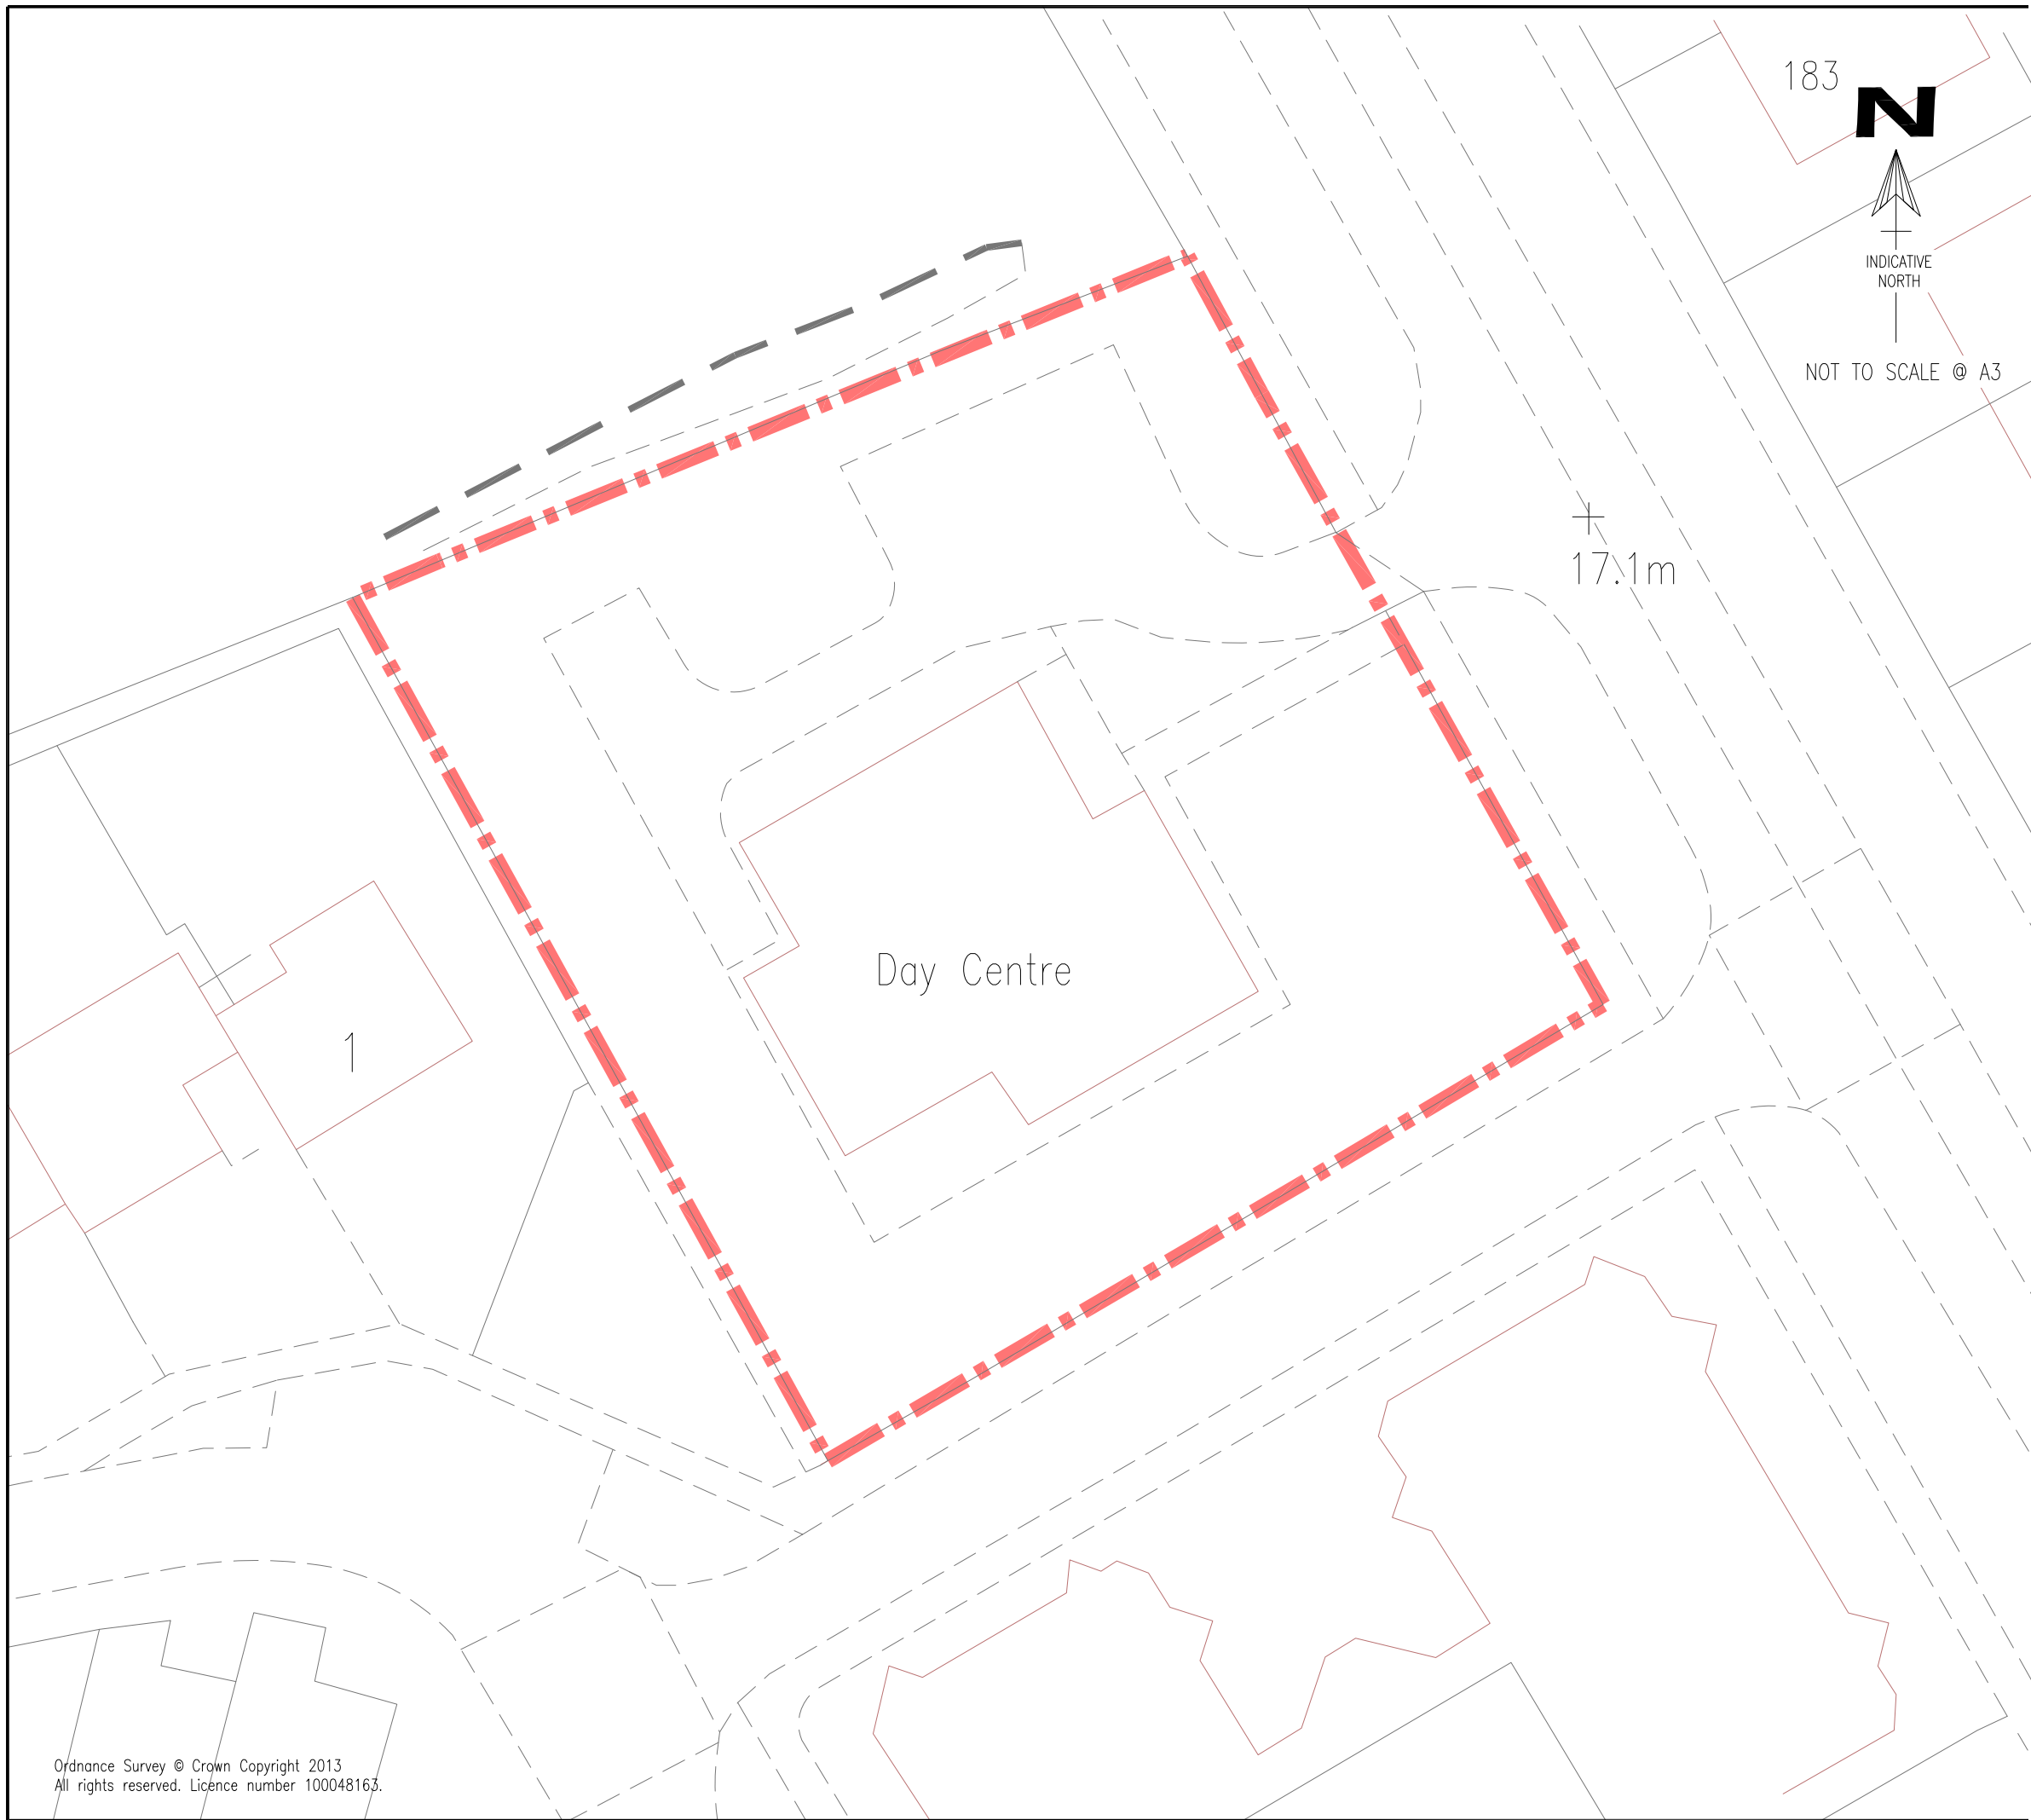 183
N
INDICATIVE
NORTH
NOT TO SCALE @ A3
17.1m
Day Centre
1
Ordnance Survey © Crown Copyright 2013
All rights reserved. Licence number 100048163.